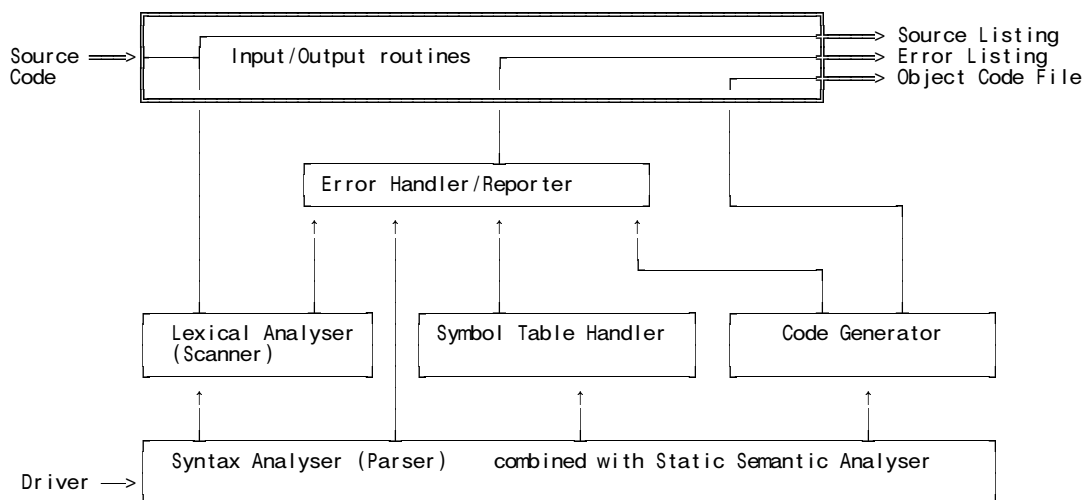 Source Listing
Source Input/Output routines Error Listing
Code Object Code File
Error Handler/Reporter
Lexical Analyser Symbol Table Handler Code Generator
(Scanner)
Syntax Analyser (Parser) combined with Static Semantic Analyser
Driver